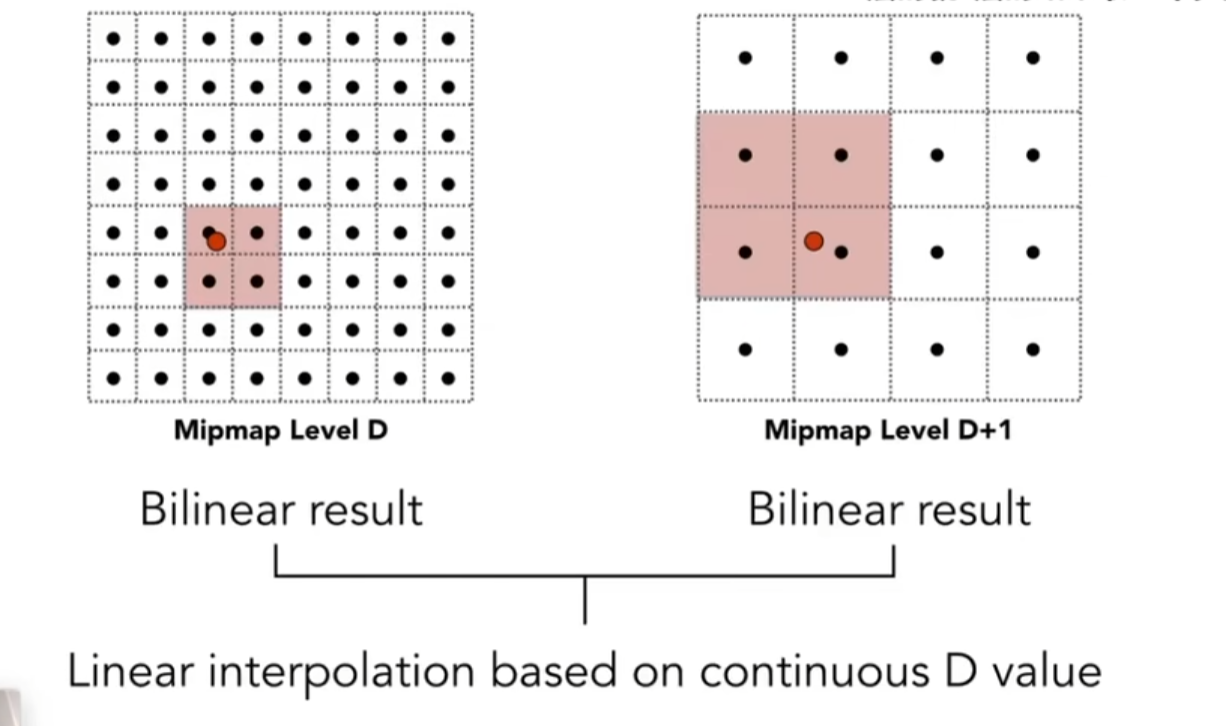 Mipmap Level D
Mipmap Level D+1
Bilinear result
Bilinear result
Linear interpolation based on continuous D value